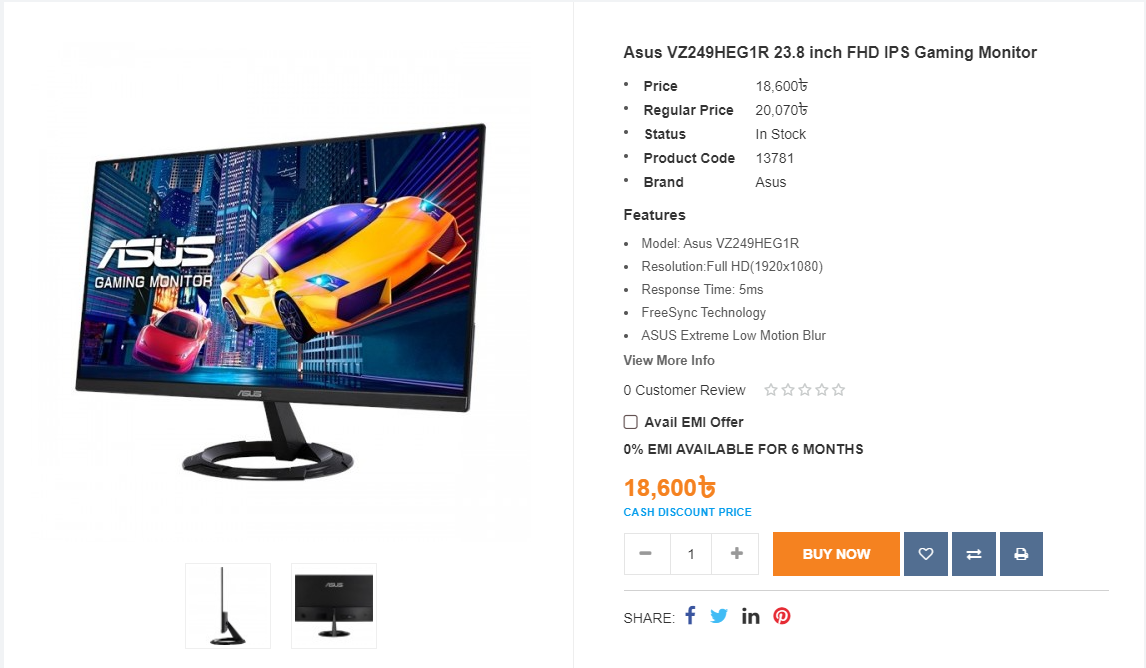 ASUS
GAMING MONITOR
ASUS
ASUS
Asus VZ249HEG1R 23.8 inch FHD IPS Gaming Monitor
Price 18,600৳
Regular Price 20,070৳
Status In Stock
Product Code 13781
Brand Asus
Features
Model: Asus VZ249HEG1R
Resolution:Full HD(1920x1080)
Response Time: 5ms
FreeSync Technology
ASUS Extreme Low Motion Blur
View More Info
0 Customer Review
Avail EMI Offer
0% EMI AVAILABLE FOR 6 MONTHS
18,600৳
CASH DISCOUNT PRICE
1 BUY NOW
SHARE: